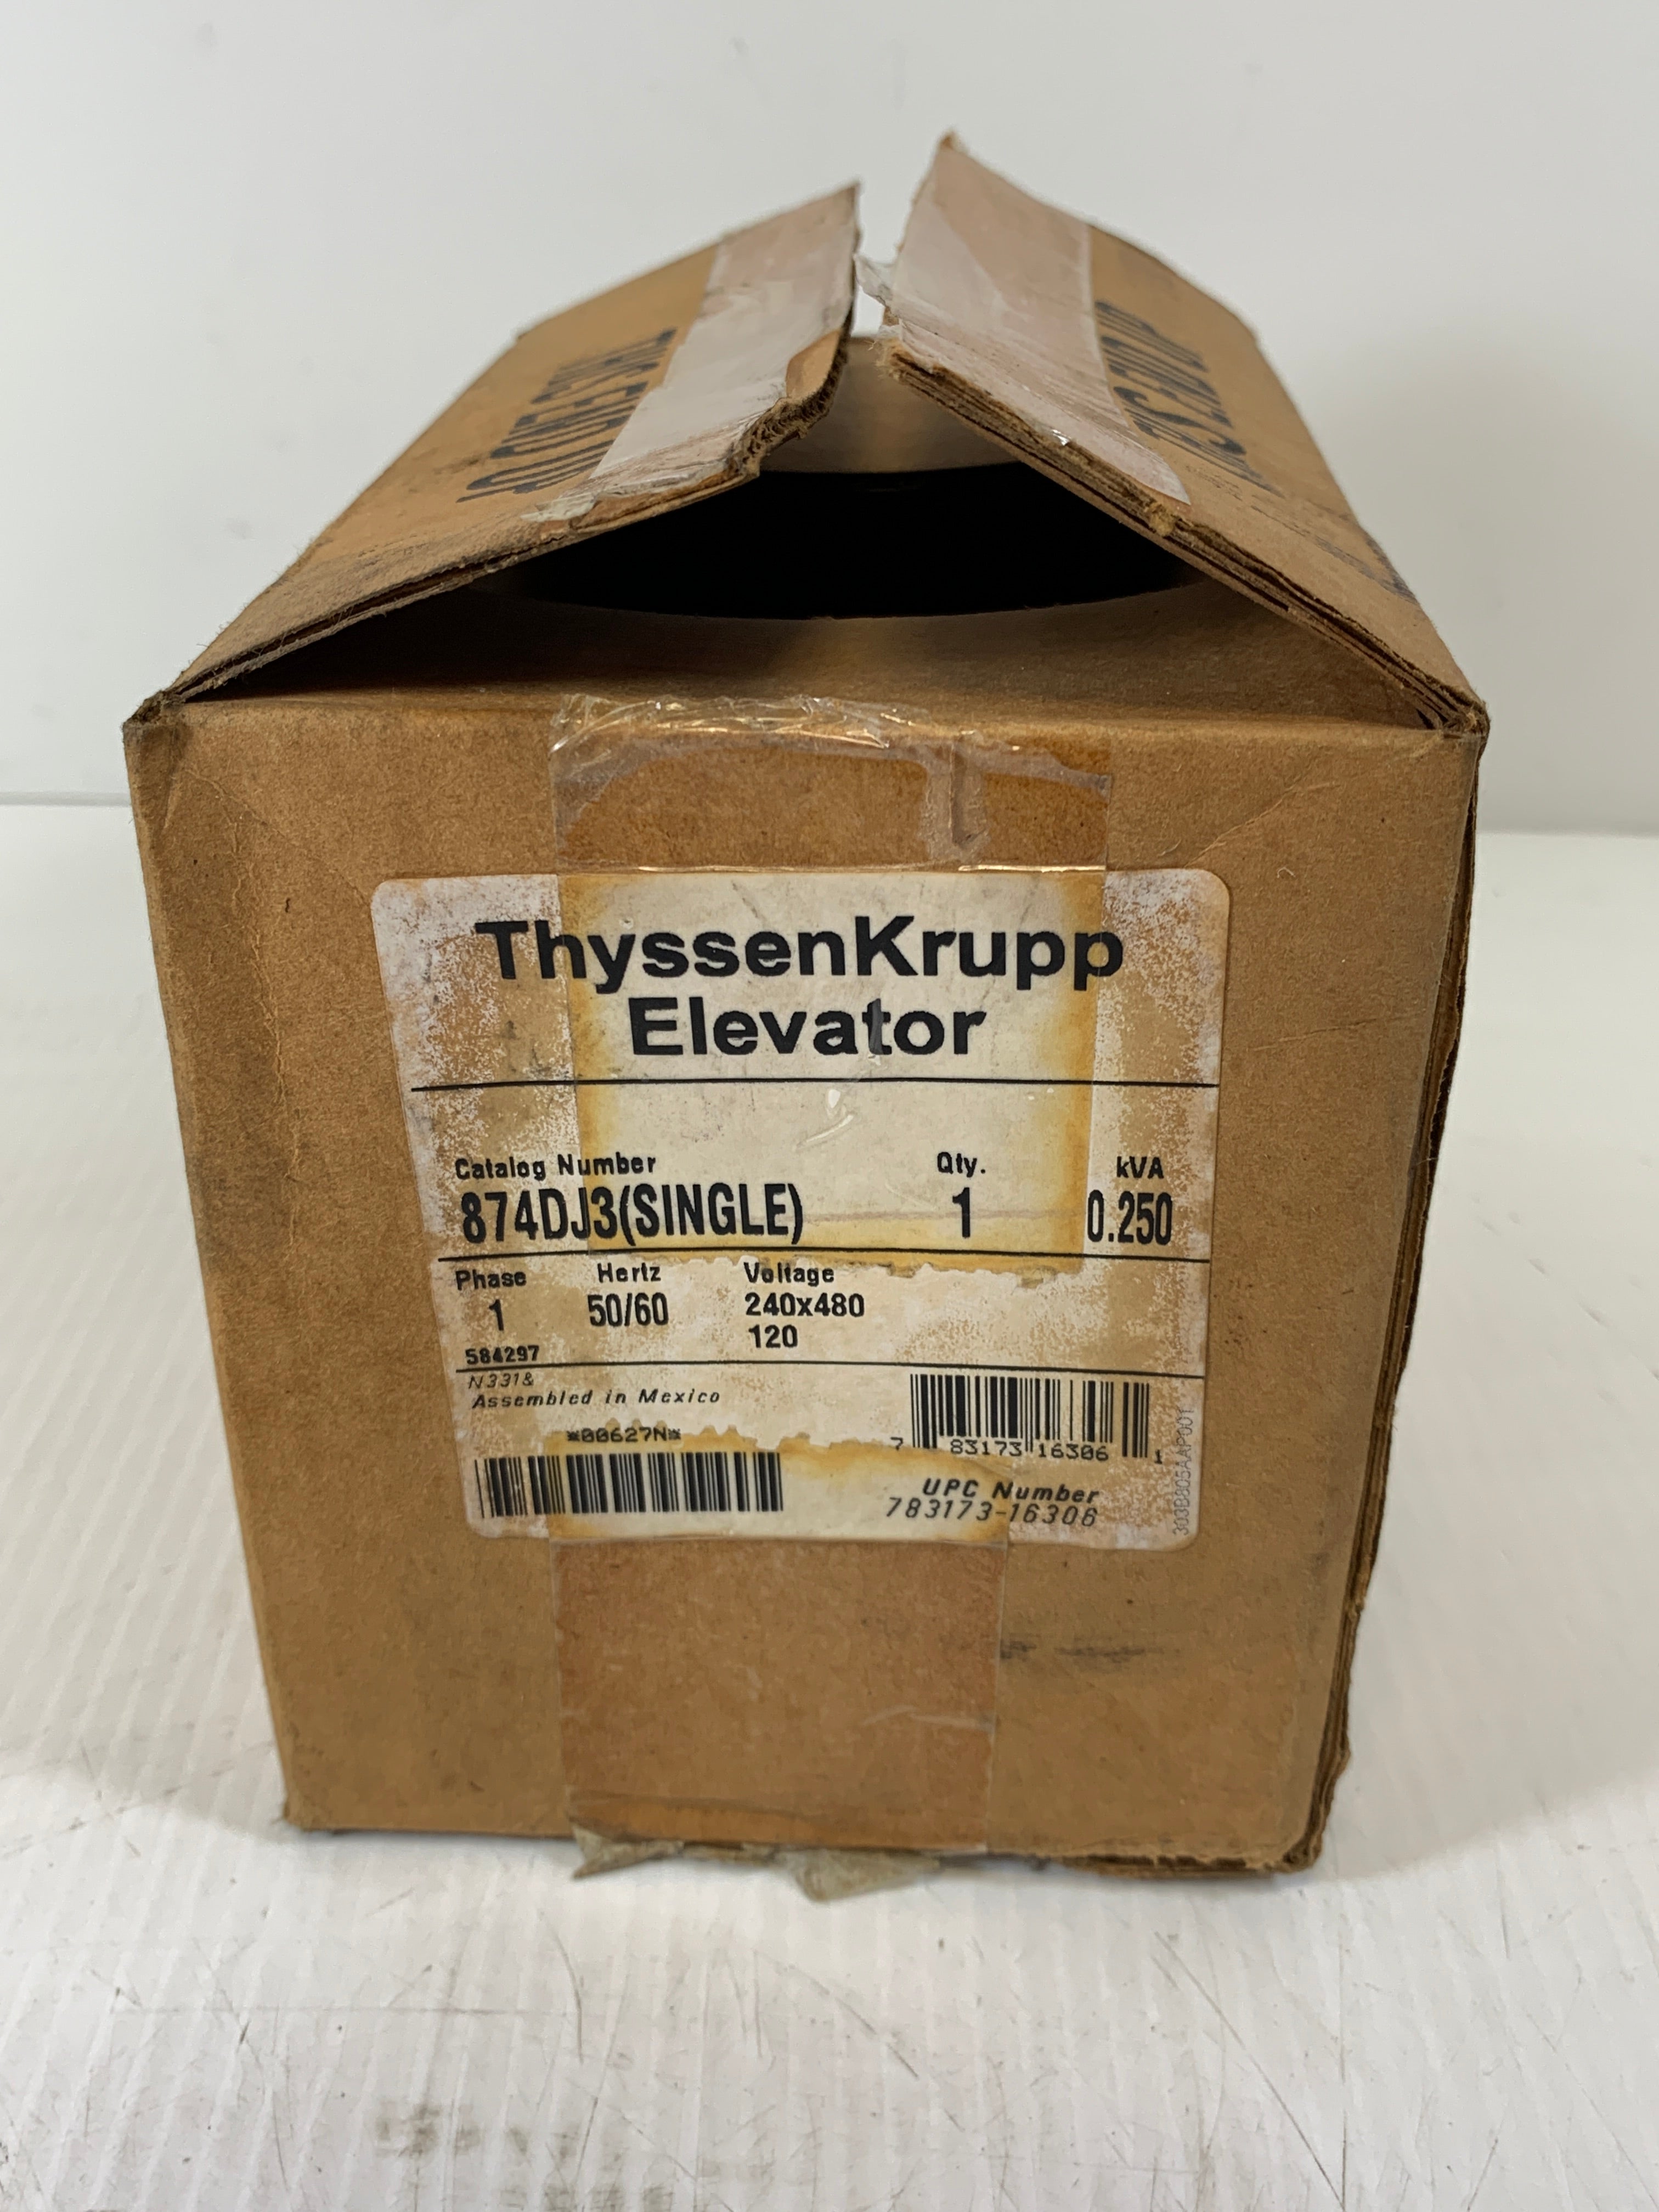 ThyssenKrupp
Elevator
Catalog Number Qty. kVA
874DJ3(SINGLE) 1 0.250
Phase Hertz Voltage
1 50/60 240x480
120
584297
Assembled in Mexico
*00627N*
7 83173 16306 1
UPC Number
783173-16306
303B805AAP001